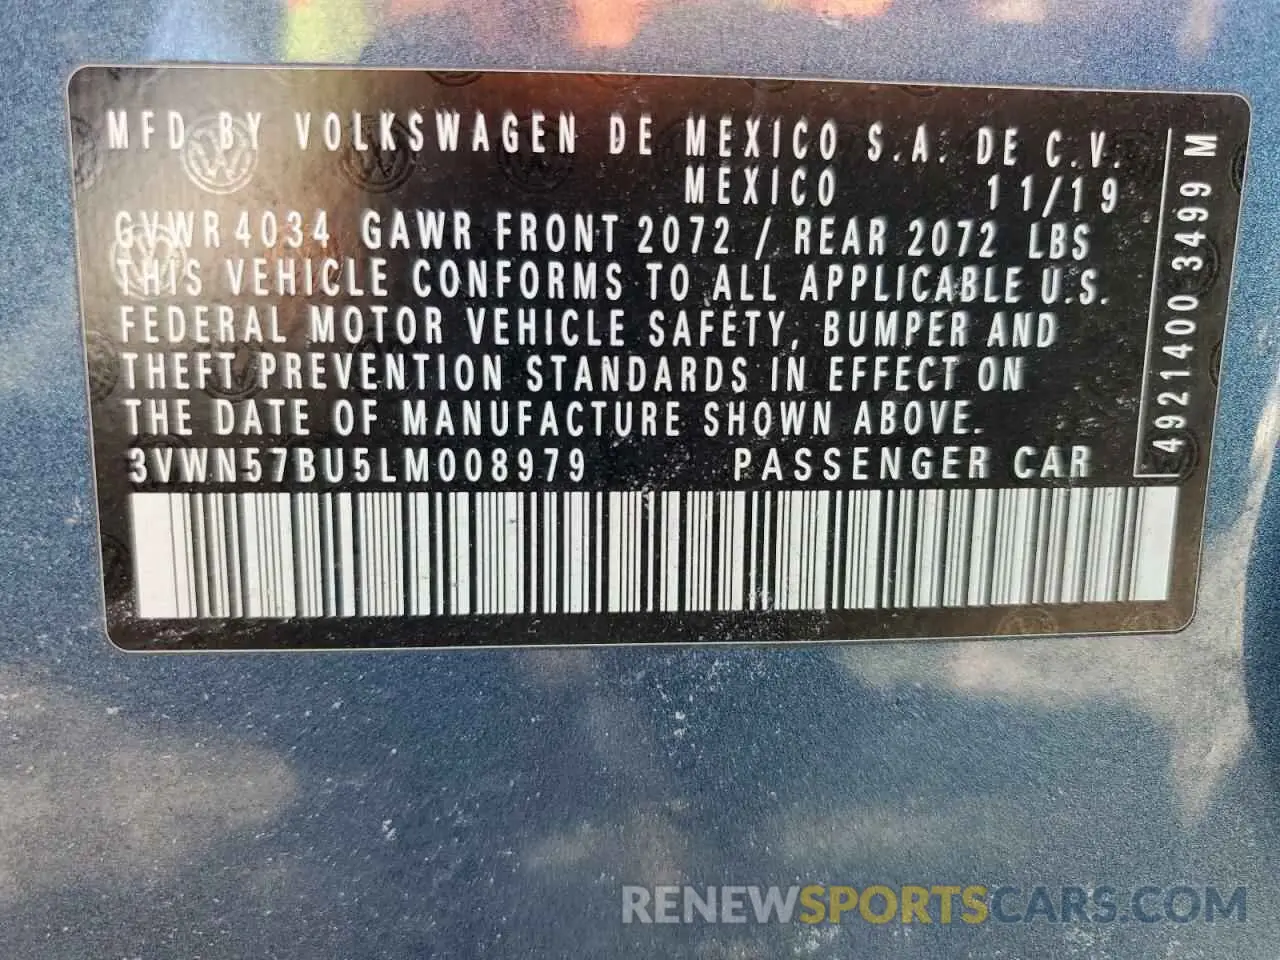 MFD BY VOLKSWAGEN DE MEXICO S.A. DE C.V.
MEXICO 11/19
GVWR 4034 GAWR FRONT 2072 / REAR 2072 LBS
THIS VEHICLE CONFORMS TO ALL APPLICABLE U.S.
FEDERAL MOTOR VEHICLE SAFETY, BUMPER AND
THEFT PREVENTION STANDARDS IN EFFECT ON
THE DATE OF MANUFACTURE SHOWN ABOVE.
3VWN57BU5LM008979 PASSENGER CAR
4921400 3499 M
RENEWSPORTSCARS.COM